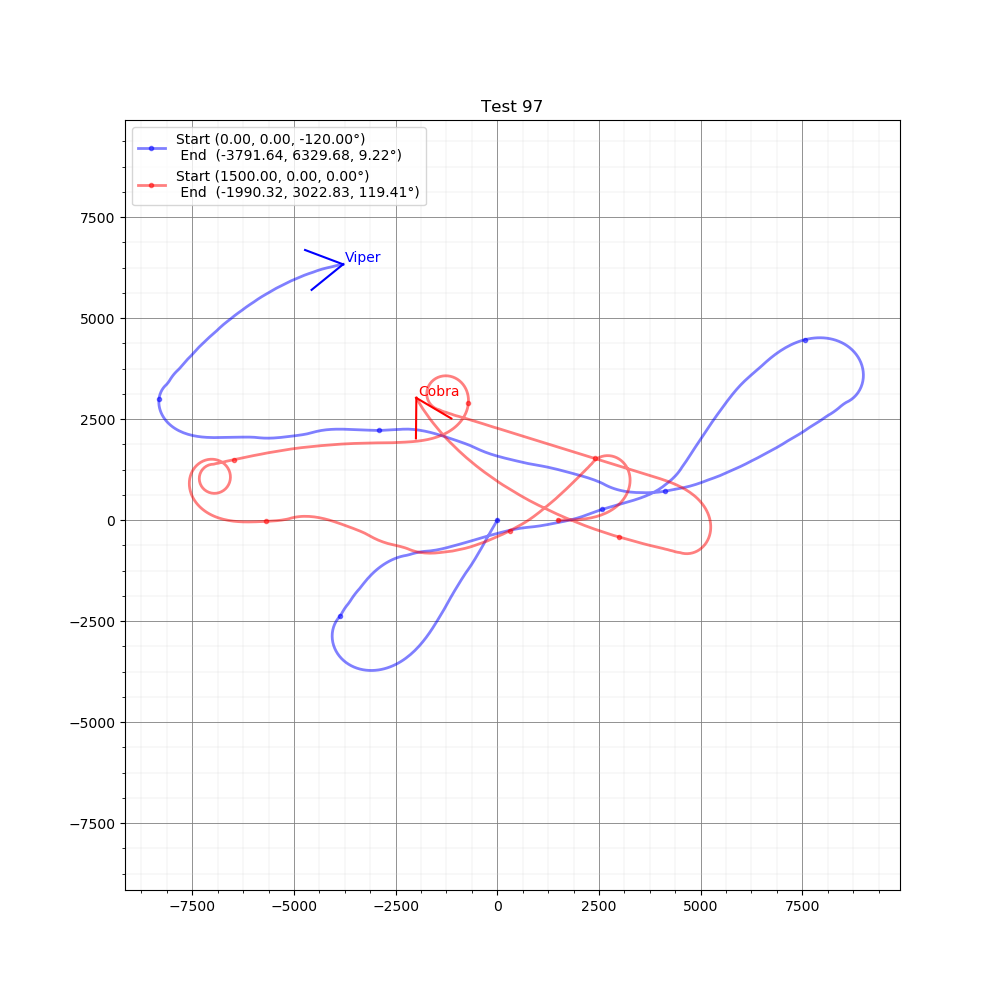 Test 97
Start (0.00, 0.00, -120.00°)
End (-3791.64, 6329.68, 9.22°)
Start (1500.00, 0.00, 0.00°)
End (-1990.32, 3022.83, 119.41°)
7500
Viper
5000
Cobra
2500
0
−2500
−5000
−7500
−7500 −5000 −2500 0 2500 5000 7500